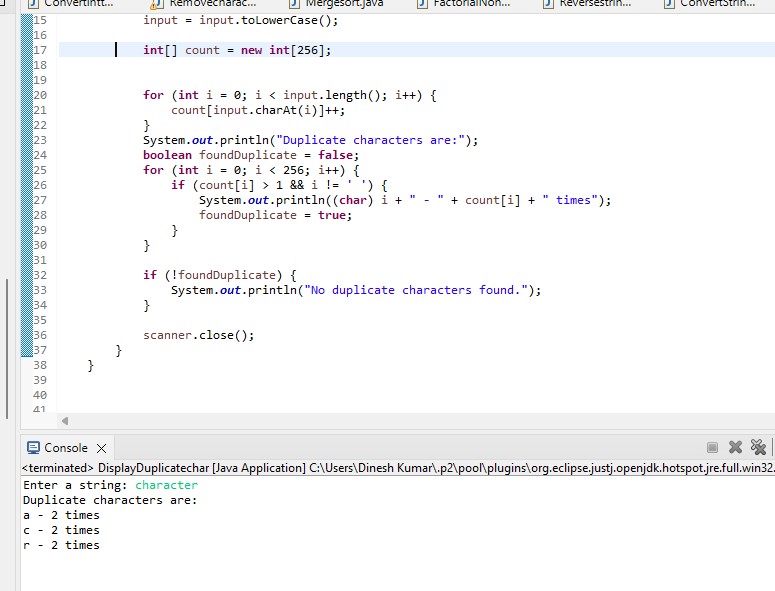 ConvertIntt... Removecharac... Mergesort.java FactorialNon... Reversestrin... ConvertStrin...
15 input = input.toLowerCase();
16
17 int[] count = new int[256];
18
19
20 for (int i = 0; i < input.length(); i++) {
21 count[input.charAt(i)]++;
22 }
23 System.out.println("Duplicate characters are:");
24 boolean foundDuplicate = false;
25 for (int i = 0; i < 256; i++) {
26 if (count[i] > 1 && i != ' ') {
27 System.out.println((char) i + " - " + count[i] + " times");
28 foundDuplicate = true;
29 }
30 }
31
32 if (!foundDuplicate) {
33 System.out.println("No duplicate characters found.");
34 }
35
36 scanner.close();
37 }
38 }
39
40
41
Console
<terminated> DisplayDuplicatechar [Java Application] C:\Users\Dinesh Kumar\.p2\pool\plugins\org.eclipse.justj.openjdk.hotspot.jre.full.win32.
Enter a string: character
Duplicate characters are:
a - 2 times
c - 2 times
r - 2 times